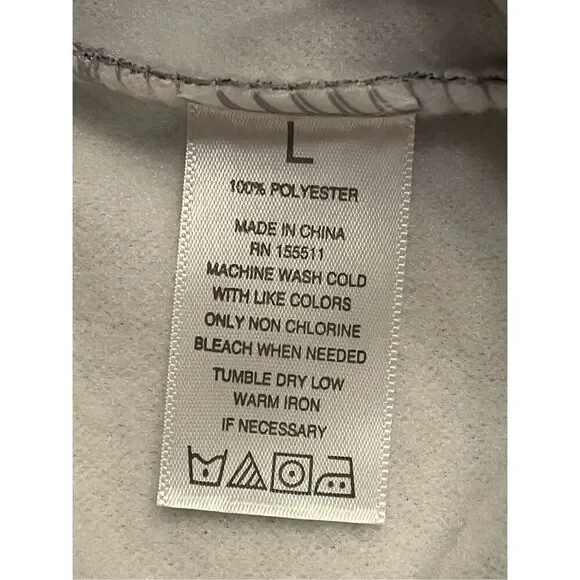 L
100% POLYESTER
MADE IN CHINA
RN 155511
MACHINE WASH COLD
WITH LIKE COLORS
ONLY NON CHLORINE
BLEACH WHEN NEEDED
TUMBLE DRY LOW
WARM IRON
IF NECESSARY